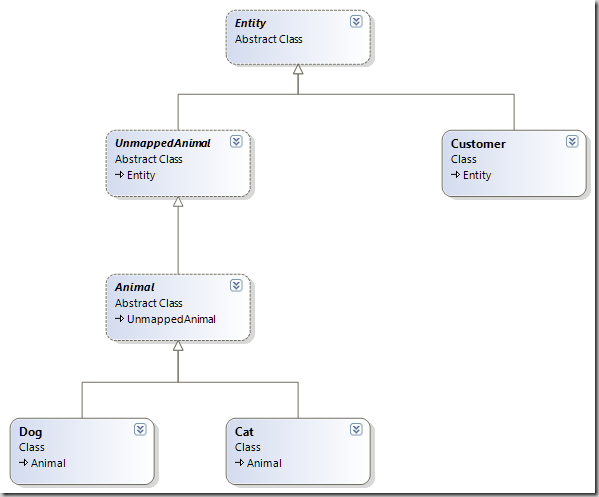 Entity
Abstract Class
UnmappedAnimal
Abstract Class
Entity
Customer
Class
Entity
Animal
Abstract Class
UnmappedAnimal
Dog
Class
Animal
Cat
Class
Animal